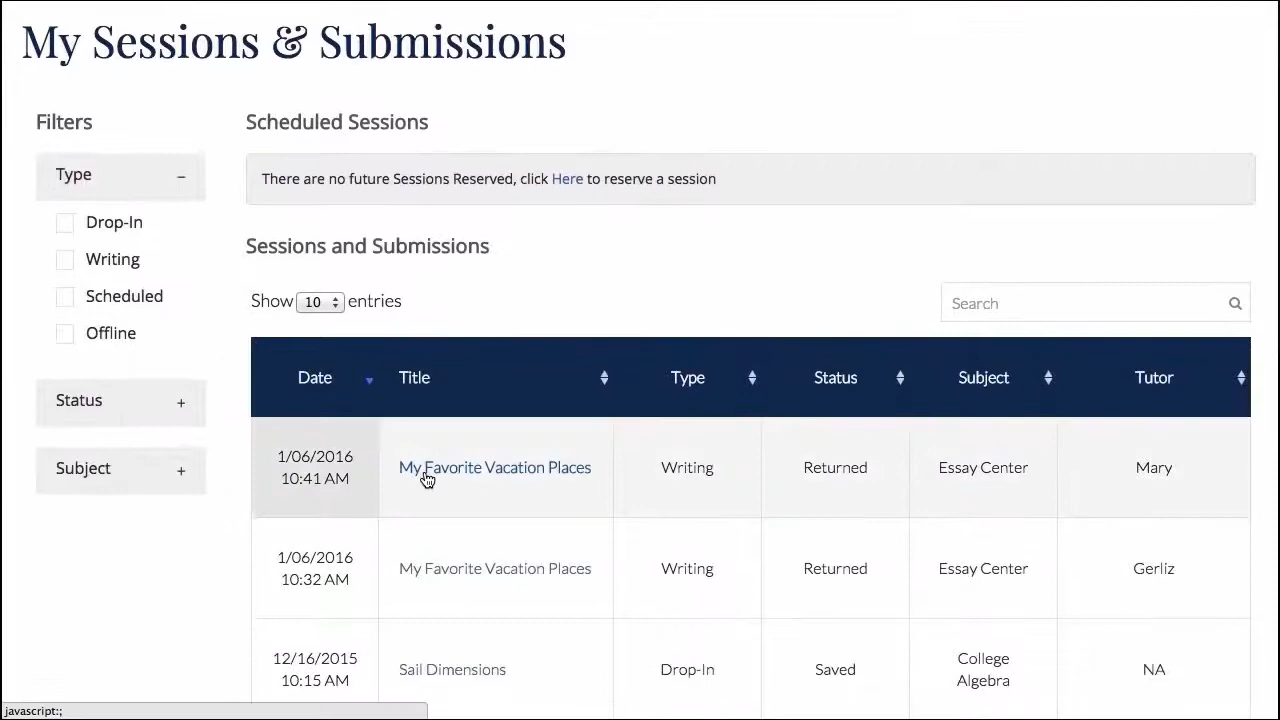 My Sessions & Submissions
Filters
Type –
Drop-In
Writing
Scheduled
Offline
Status +
Subject +
Scheduled Sessions
There are no future Sessions Reserved, click Here to reserve a session
Sessions and Submissions
Show 10 entries
Search
Date Title Type Status Subject Tutor
1/06/2016
10:41 AM
My Favorite Vacation Places Writing Returned Essay Center Mary
1/06/2016
10:32 AM
My Favorite Vacation Places Writing Returned Essay Center Gerliz
12/16/2015
10:15 AM
Sail Dimensions Drop-In Saved
College
Algebra
NA
javascript:;